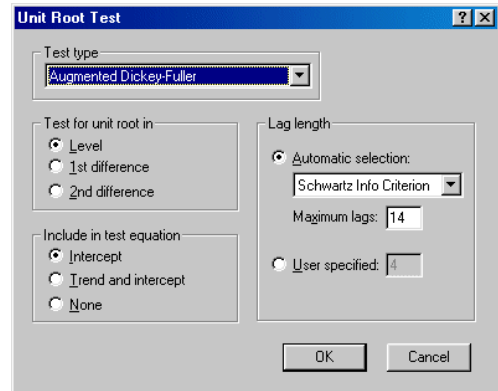 Unit Root Test
Test type
Augmented Dickey-Fuller
Test for unit root in
Level
1st difference
2nd difference
Include in test equation
Intercept
Trend and intercept
None
Lag length
Automatic selection:
Schwartz Info Criterion
Maximum lags: 14
User specified: 4
OK
Cancel